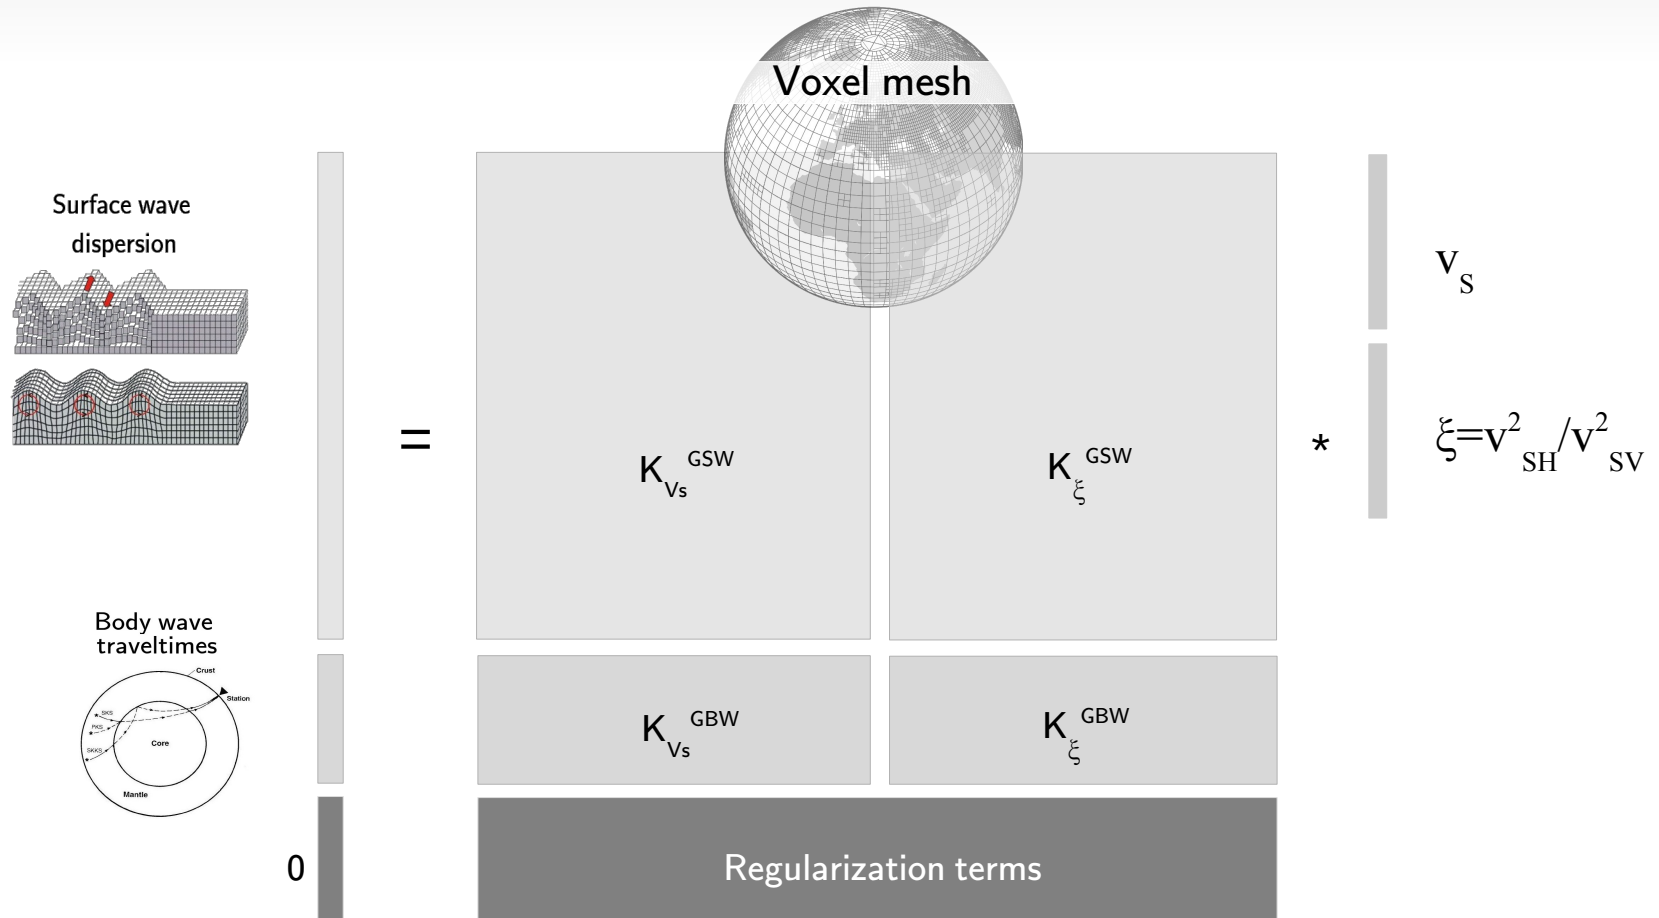 Voxel mesh
Surface wave
dispersion
v_S
=
K_Vs^GSW
K_ξ^GSW
*
ξ=v²_SH/v²_SV
Body wave
traveltimes
Crust
Station
SKS
PKS
SKKS
Core
Mantle
K_Vs^GBW
K_ξ^GBW
0
Regularization terms